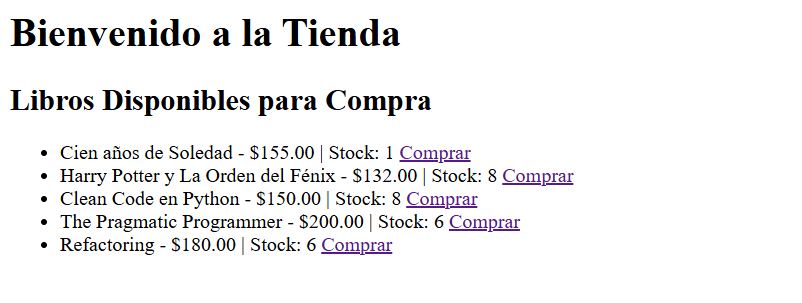 Bienvenido a la Tienda
Libros Disponibles para Compra
• Cien años de Soledad - $155.00 | Stock: 1 Comprar
• Harry Potter y La Orden del Fénix - $132.00 | Stock: 8 Comprar
• Clean Code en Python - $150.00 | Stock: 8 Comprar
• The Pragmatic Programmer - $200.00 | Stock: 6 Comprar
• Refactoring - $180.00 | Stock: 6 Comprar